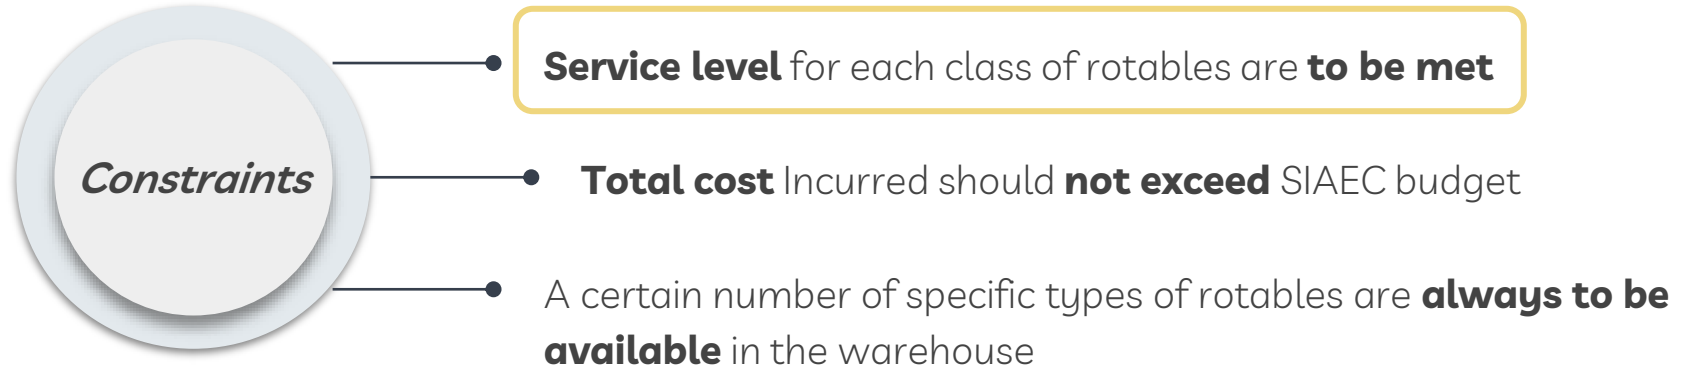 Constraints
Service level for each class of rotables are to be met
Total cost Incurred should not exceed SIAEC budget
A certain number of specific types of rotables are always to be
available in the warehouse